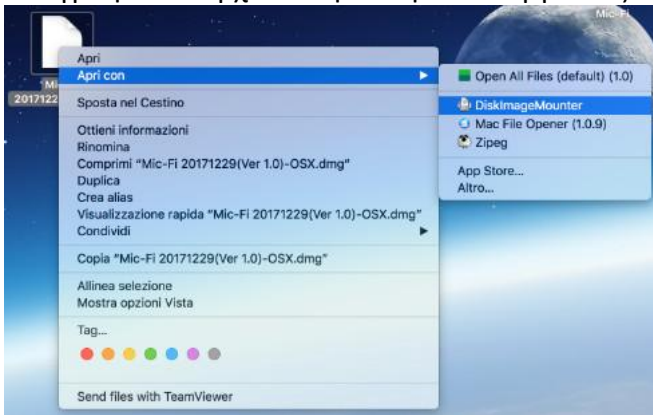 Mic-Fi
Mi
2017122
Apri
Apri con
Sposta nel Cestino
Ottieni informazioni
Rinomina
Comprimi “Mic-Fi 20171229(Ver 1.0)-OSX.dmg”
Duplica
Crea alias
Visualizzazione rapida “Mic-Fi 20171229(Ver 1.0)-OSX.dmg”
Condividi
Copia “Mic-Fi 20171229(Ver 1.0)-OSX.dmg”
Allinea selezione
Mostra opzioni Vista
Tag...
Send files with TeamViewer
Open All Files (default) (1.0)
DiskImageMounter
Mac File Opener (1.0.9)
Zipeg
App Store...
Altro...